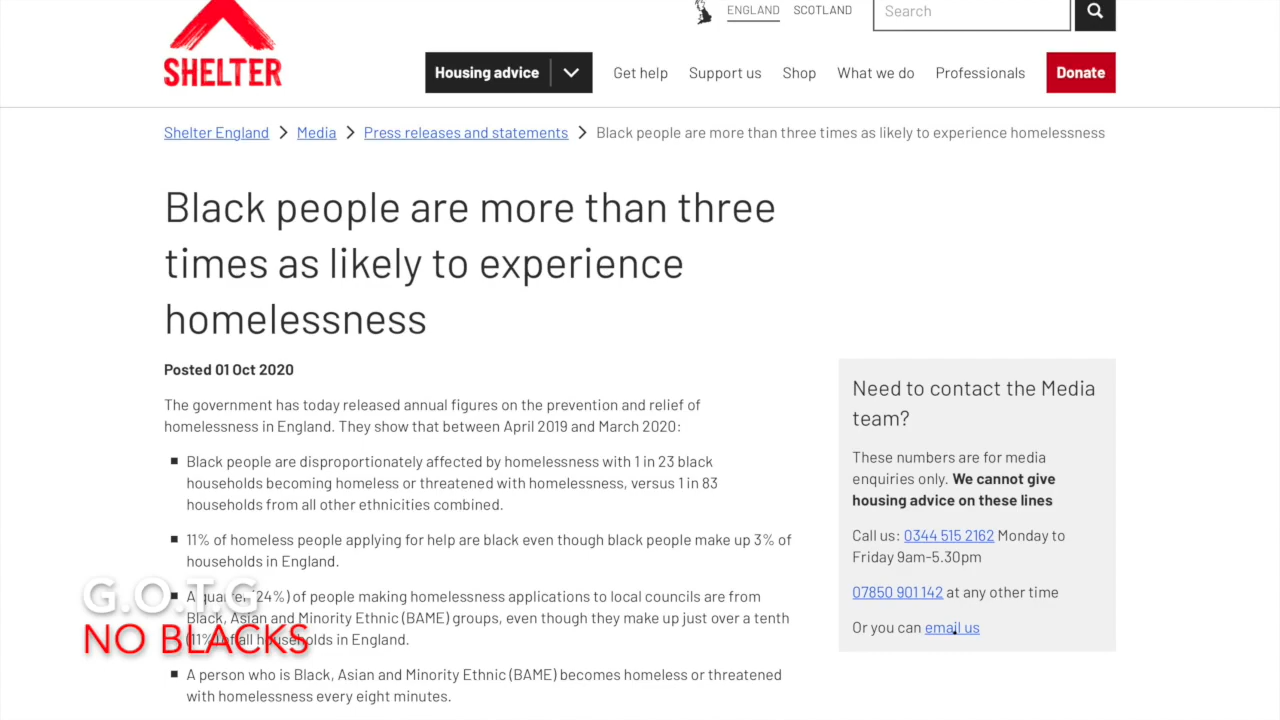 ENGLAND SCOTLAND Search
SHELTER
Housing advice Get help Support us Shop What we do Professionals Donate
Shelter England Media Press releases and statements Black people are more than three times as likely to experience homelessness
Black people are more than three
times as likely to experience
homelessness
Posted 01 Oct 2020
The government has today released annual figures on the prevention and relief of
homelessness in England. They show that between April 2019 and March 2020:
Black people are disproportionately affected by homelessness with 1 in 23 black
households becoming homeless or threatened with homelessness, versus 1 in 83
households from all other ethnicities combined.
11% of homeless people applying for help are black even though black people make up 3% of
households in England.
A quarter (24%) of people making homelessness applications to local councils are from
Black, Asian and Minority Ethnic (BAME) groups, even though they make up just over a tenth
(11%) of all households in England.
A person who is Black, Asian and Minority Ethnic (BAME) becomes homeless or threatened
with homelessness every eight minutes.
Need to contact the Media
team?
These numbers are for media
enquiries only. We cannot give
housing advice on these lines
Call us: 0344 515 2162 Monday to
Friday 9am-5.30pm
07850 901 142 at any other time
Or you can email us
G.O.T.G
NO BLACKS